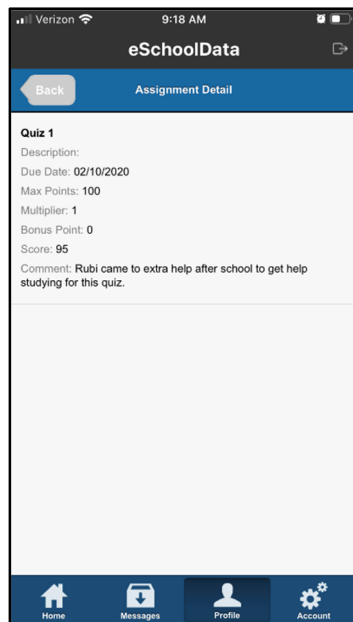 Verizon 9:18 AM
eSchoolData
Back Assignment Detail
Quiz 1
Description:
Due Date: 02/10/2020
Max Points: 100
Multiplier: 1
Bonus Point: 0
Score: 95
Comment: Rubi came to extra help after school to get help
studying for this quiz.
Home Messages Profile Account